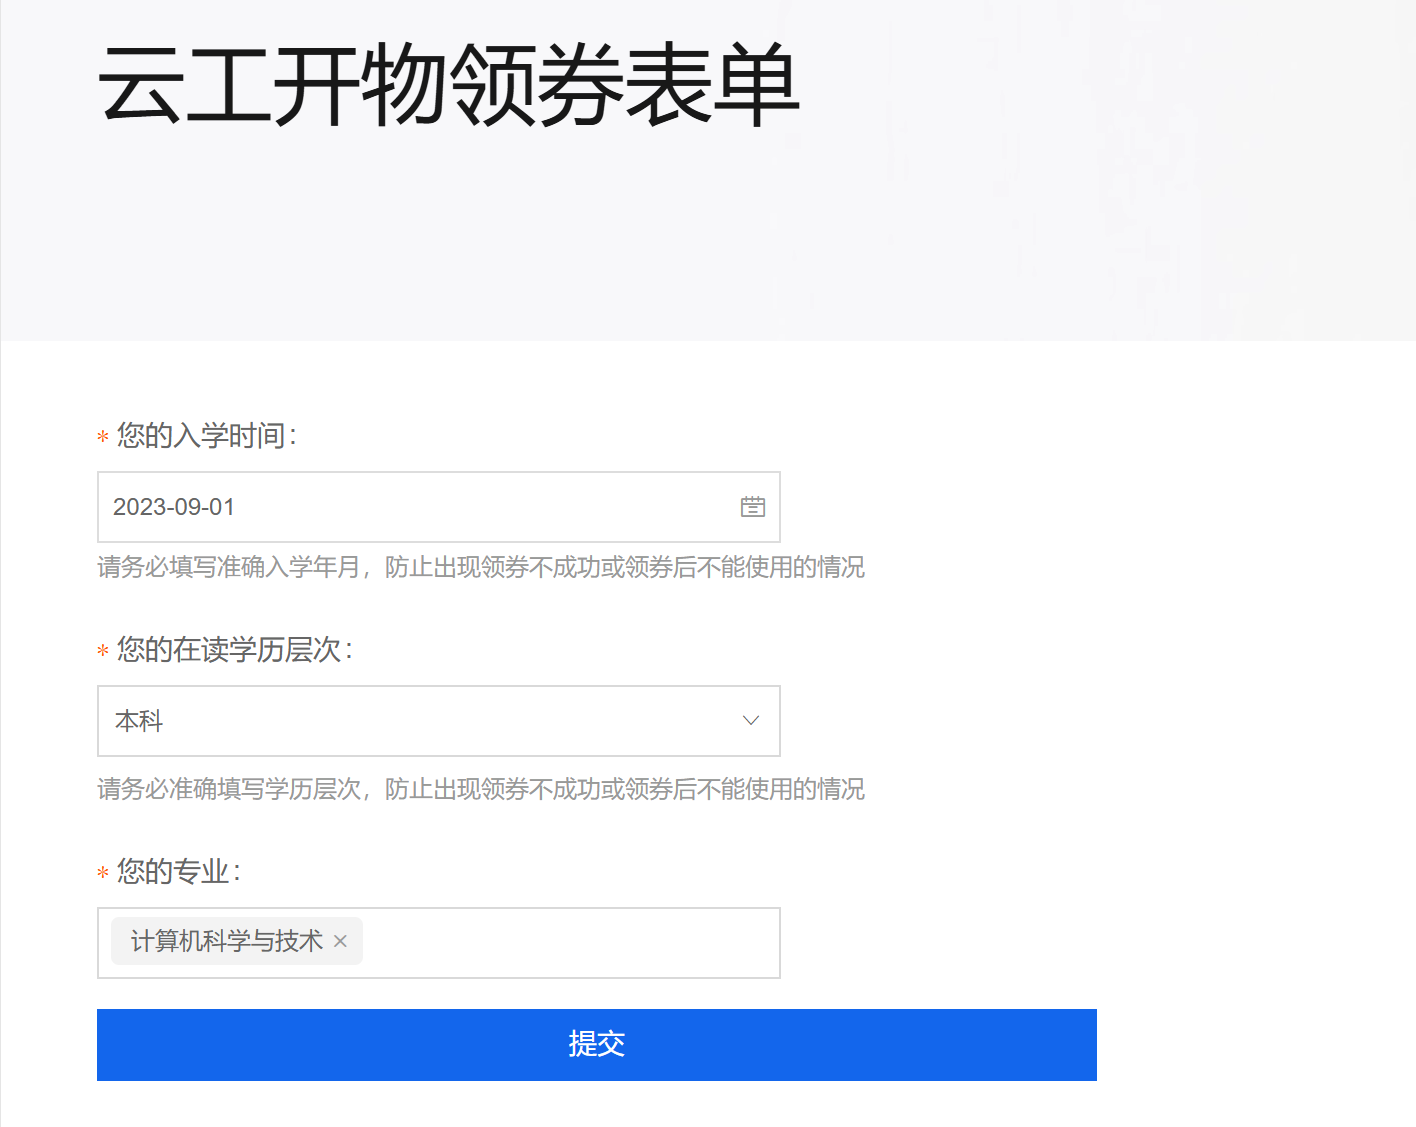 云工开物领券表单
* 您的入学时间：
2023-09-01
请务必填写准确入学年月，防止出现领券不成功或领券后不能使用的情况
* 您的在读学历层次：
本科
请务必准确填写学历层次，防止出现领券不成功或领券后不能使用的情况
* 您的专业：
计算机科学与技术 ×
提交